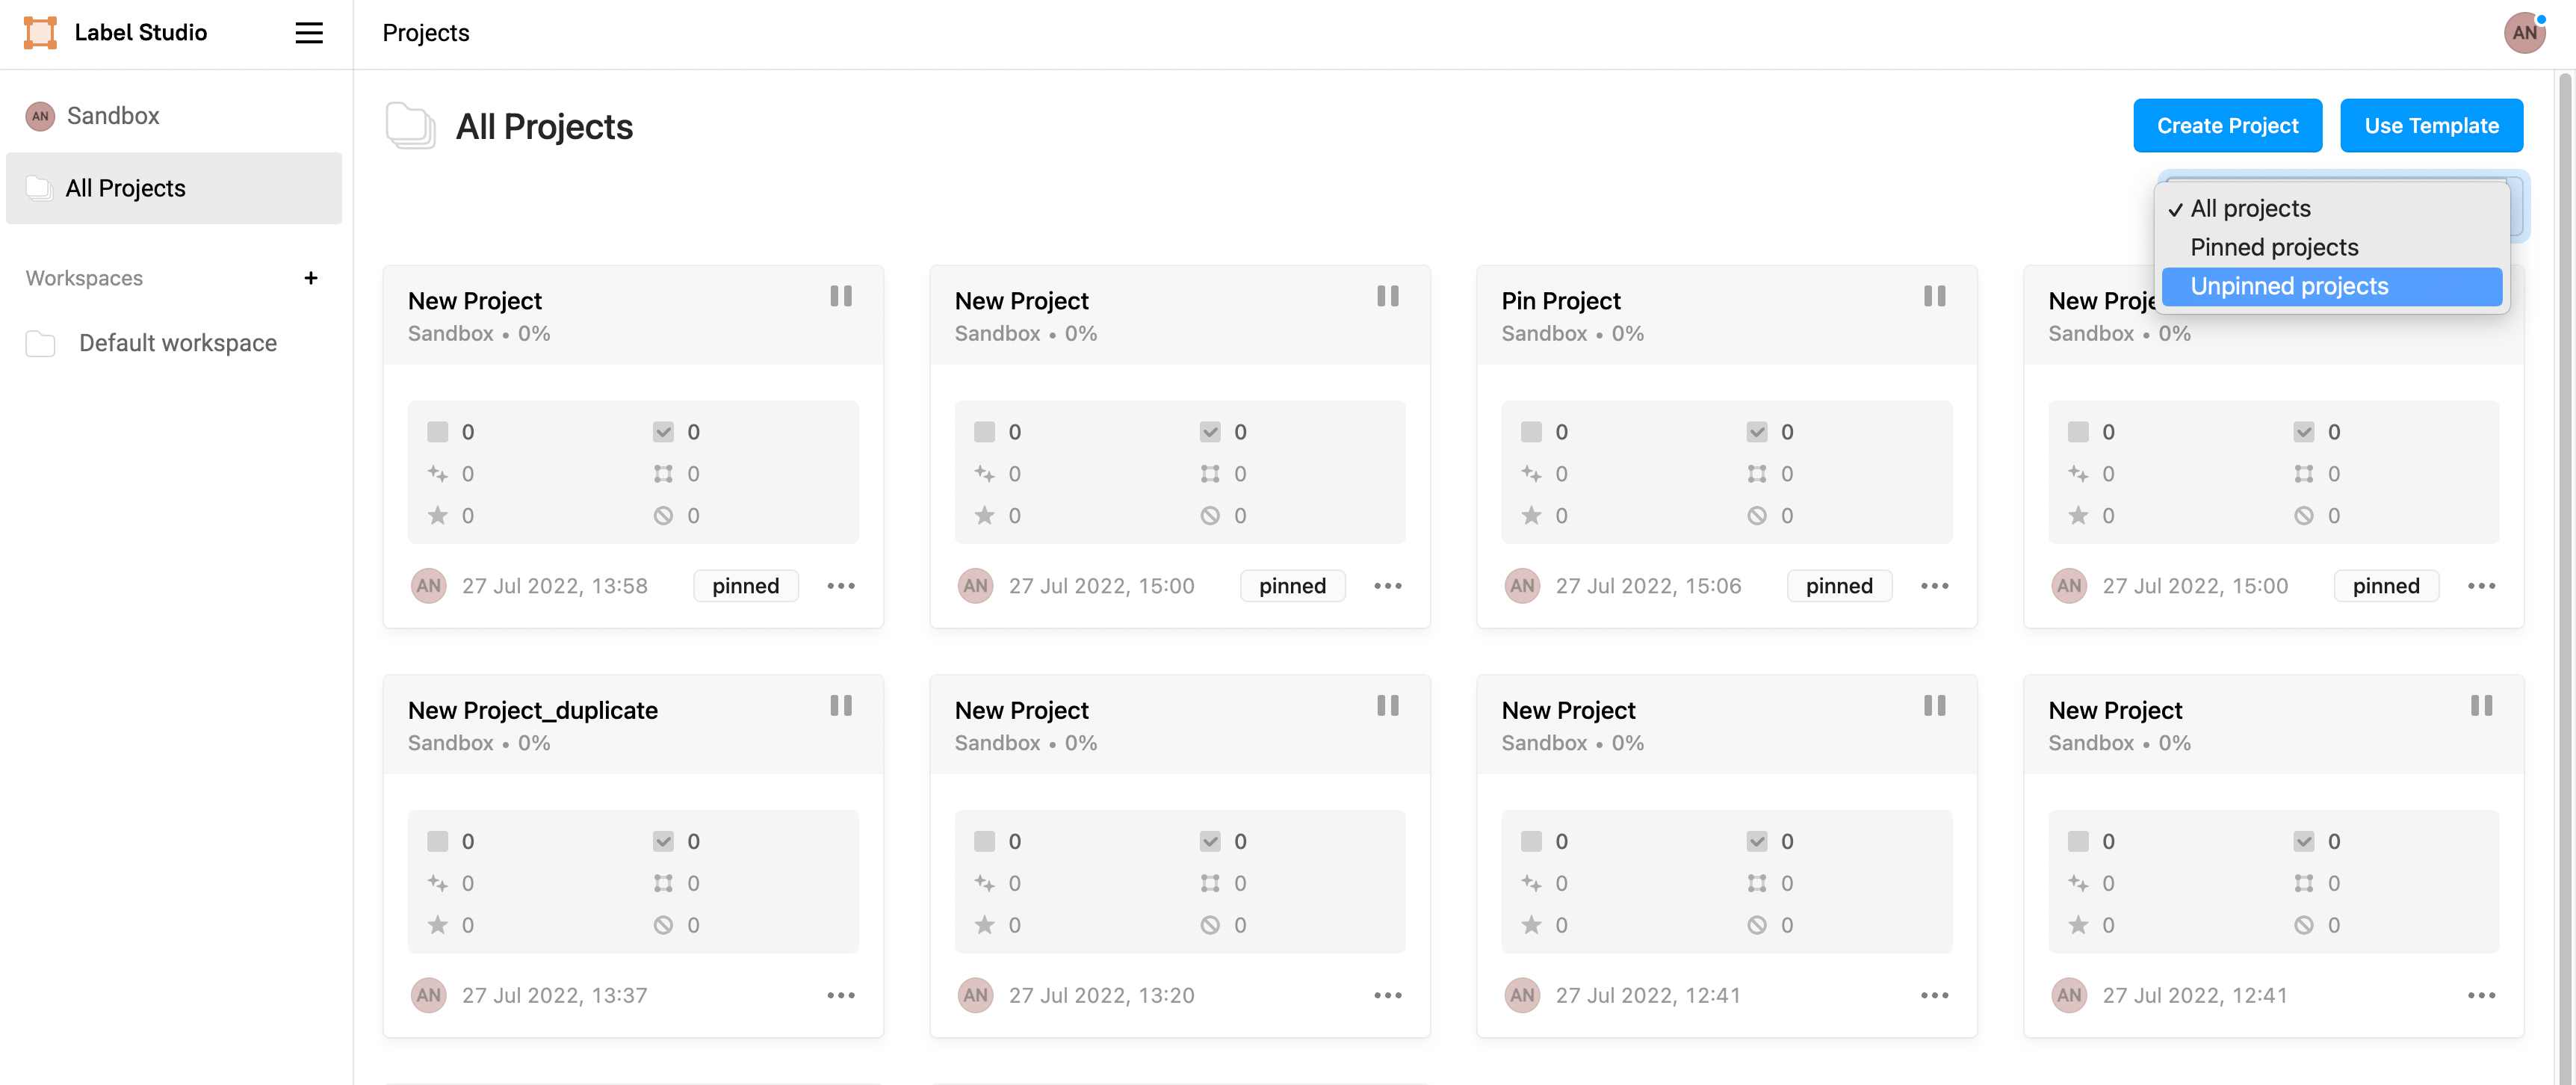 Label Studio
Projects
AN
AN Sandbox
All Projects
Workspaces +
Default workspace
All Projects
Create Project
Use Template
✓ All projects
Pinned projects
Unpinned projects
New Project
Sandbox • 0%
0 0
0 0
0 0
AN 27 Jul 2022, 13:58 pinned
New Project
Sandbox • 0%
0 0
0 0
0 0
AN 27 Jul 2022, 15:00 pinned
Pin Project
Sandbox • 0%
0 0
0 0
0 0
AN 27 Jul 2022, 15:06 pinned
New Proje
Sandbox • 0%
0 0
0 0
0 0
AN 27 Jul 2022, 15:00 pinned
New Project_duplicate
Sandbox • 0%
0 0
0 0
0 0
AN 27 Jul 2022, 13:37
New Project
Sandbox • 0%
0 0
0 0
0 0
AN 27 Jul 2022, 13:20
New Project
Sandbox • 0%
0 0
0 0
0 0
AN 27 Jul 2022, 12:41
New Project
Sandbox • 0%
0 0
0 0
0 0
AN 27 Jul 2022, 12:41